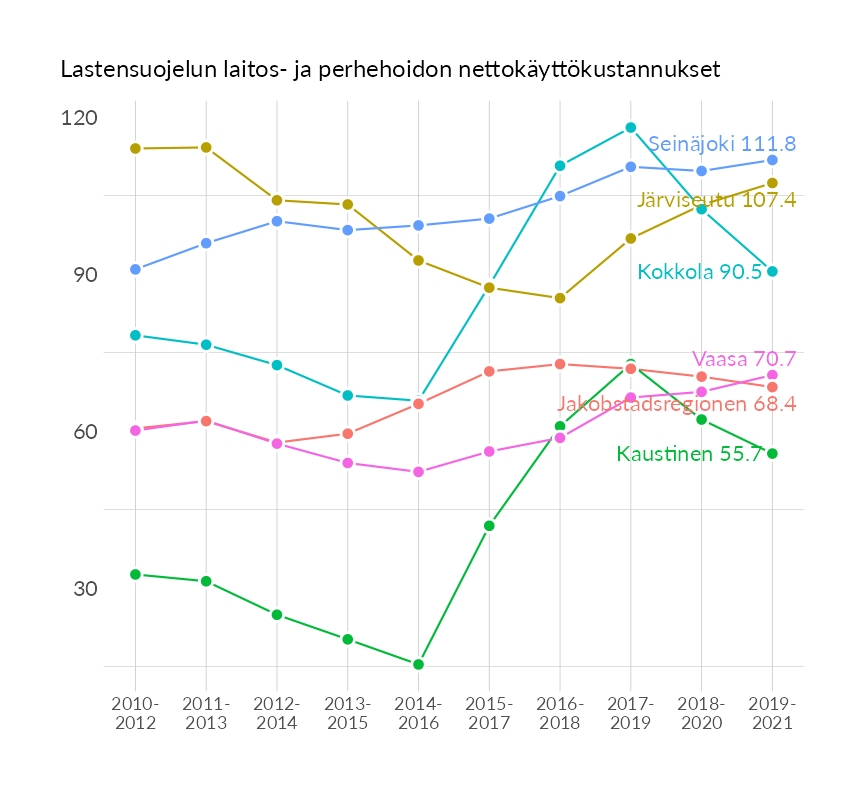 Lastensuojelun laitos- ja perhehoidon nettokäyttökustannukset
120
90
60
30
Seinäjoki 111.8
Järviseutu 107.4
Kokkola 90.5
Vaasa 70.7
Jakobstadsregionen 68.4
Kaustinen 55.7
2010- 2011- 2012- 2013- 2014- 2015- 2016- 2017- 2018- 2019-
2012 2013 2014 2015 2016 2017 2018 2019 2020 2021